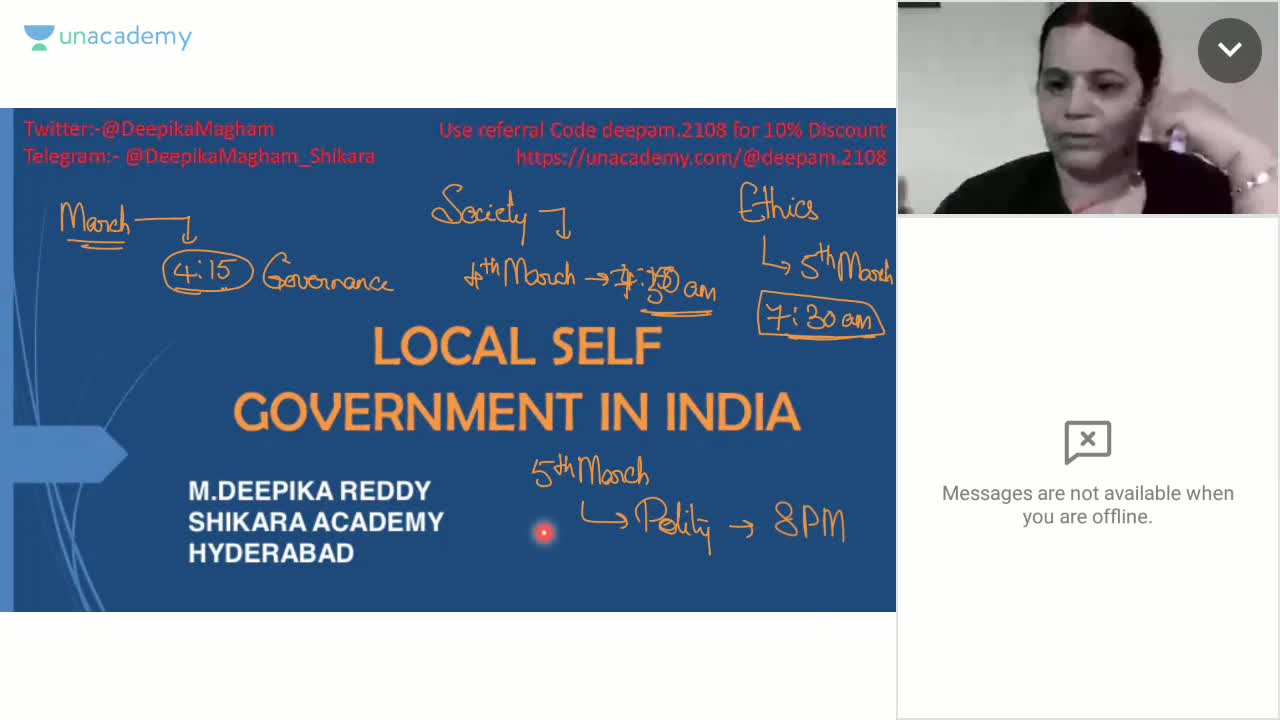 unacademy
Twitter:-@DeepikaMagham
Telegram:- @DeepikaMagham_Shikara
Use referral Code deepam.2108 for 10% Discount
https://unacademy.com/@deepam.2108
March
4:15 Governance
Society
4th March → am
Ethics
5th March
7:30 am
LOCAL SELF
GOVERNMENT IN INDIA
5th March
Polity → 8PM
M.DEEPIKA REDDY
SHIKARA ACADEMY
HYDERABAD
Messages are not available when
you are offline.